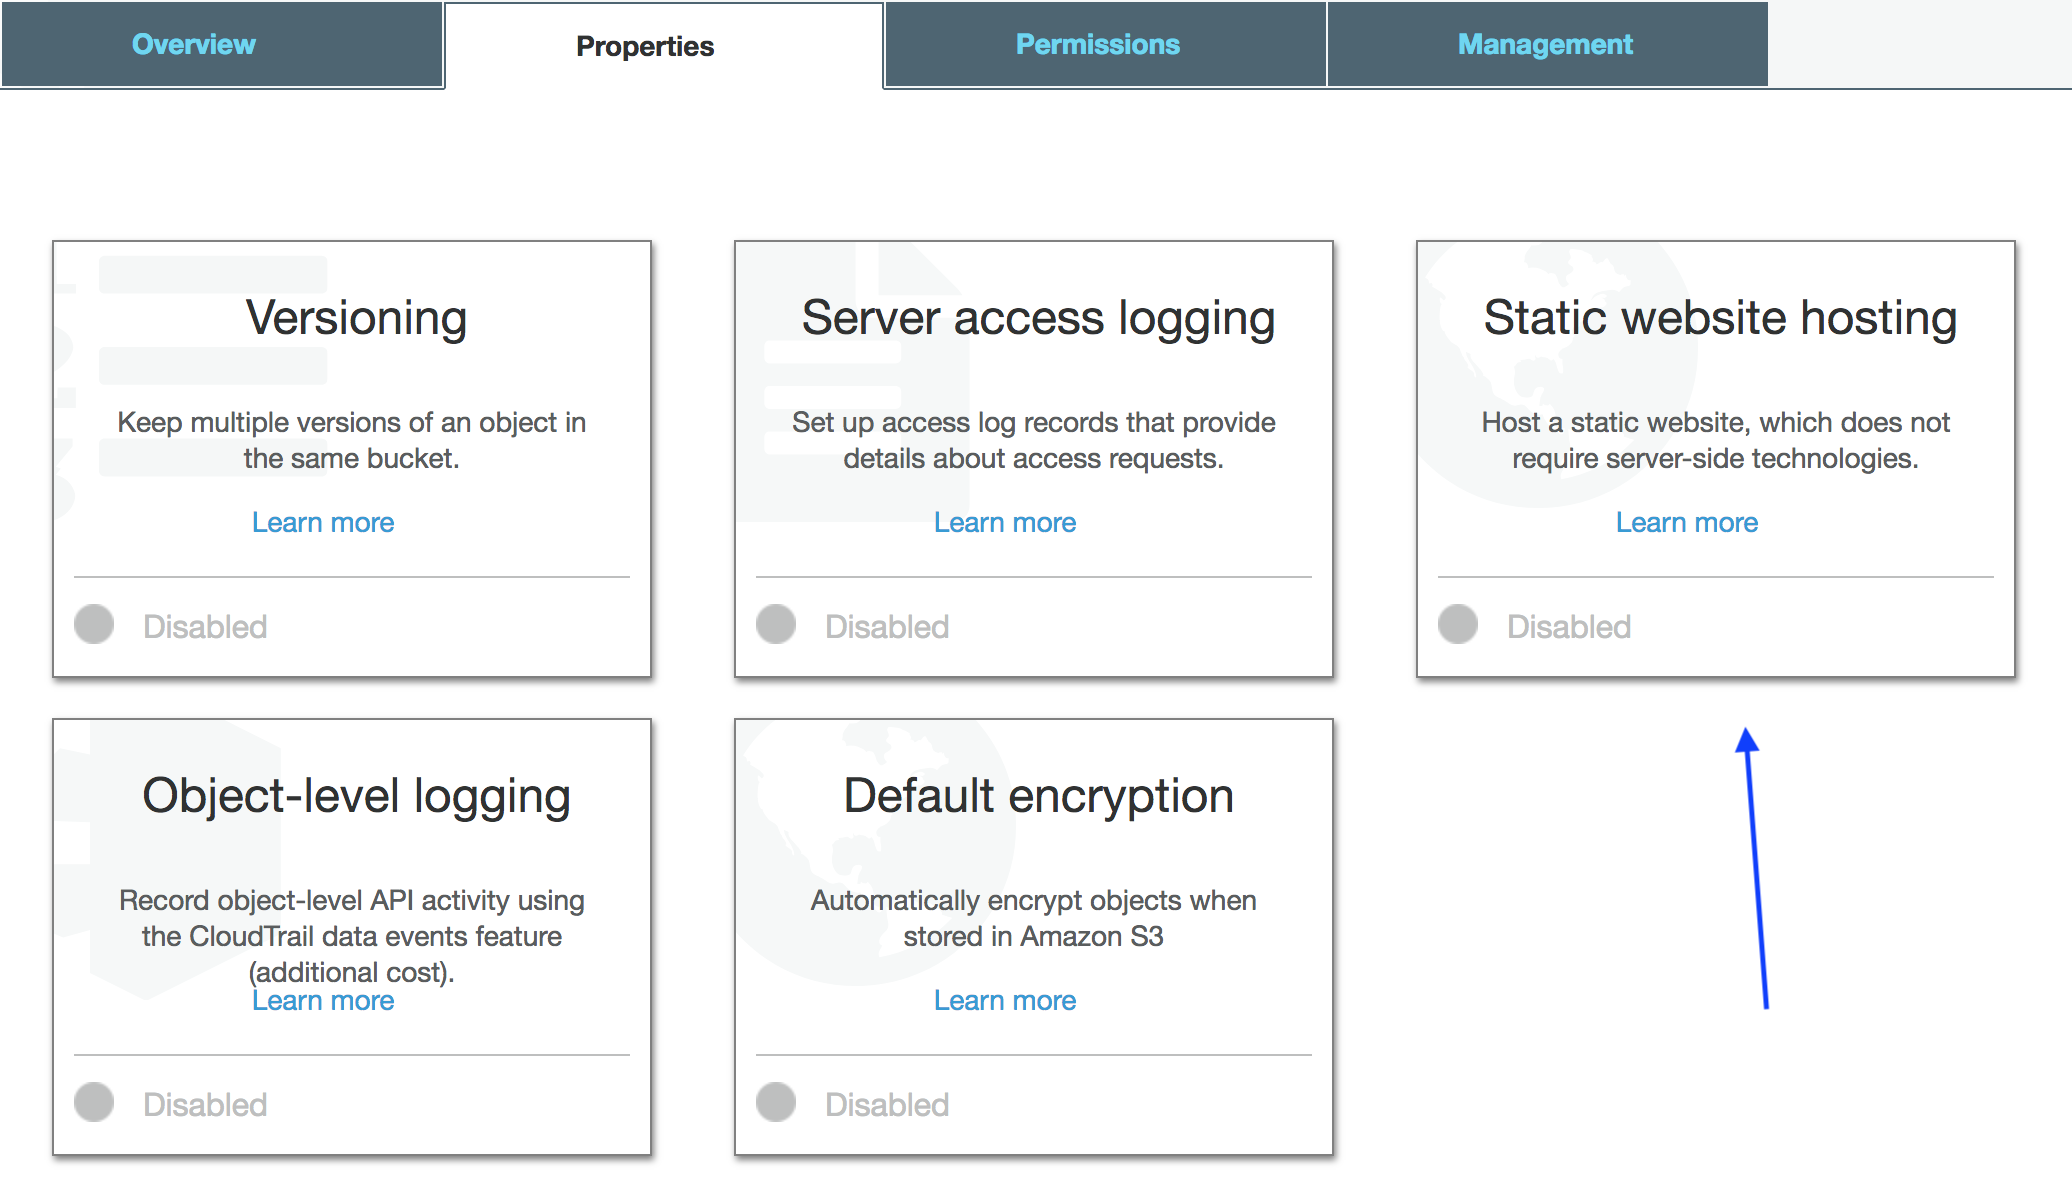 Overview
Properties
Permissions
Management
Versioning
Keep multiple versions of an object in
the same bucket.
Learn more
Disabled
Server access logging
Set up access log records that provide
details about access requests.
Learn more
Disabled
Static website hosting
Host a static website, which does not
require server-side technologies.
Learn more
Disabled
Object-level logging
Record object-level API activity using
the CloudTrail data events feature
(additional cost).
Learn more
Disabled
Default encryption
Automatically encrypt objects when
stored in Amazon S3
Learn more
Disabled